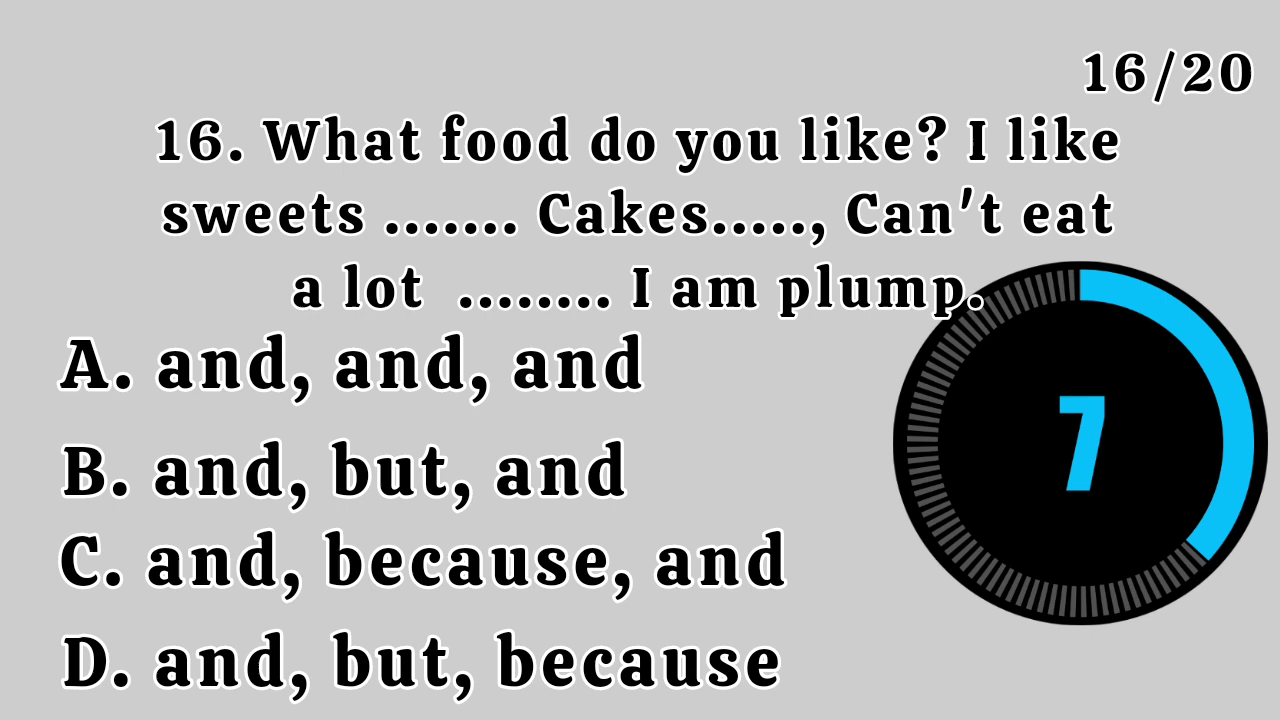 16/20
16. What food do you like? I like
sweets ....... Cakes....., Can't eat
a lot ........ I am plump.
A. and, and, and
B. and, but, and
7
C. and, because, and
D. and, but, because